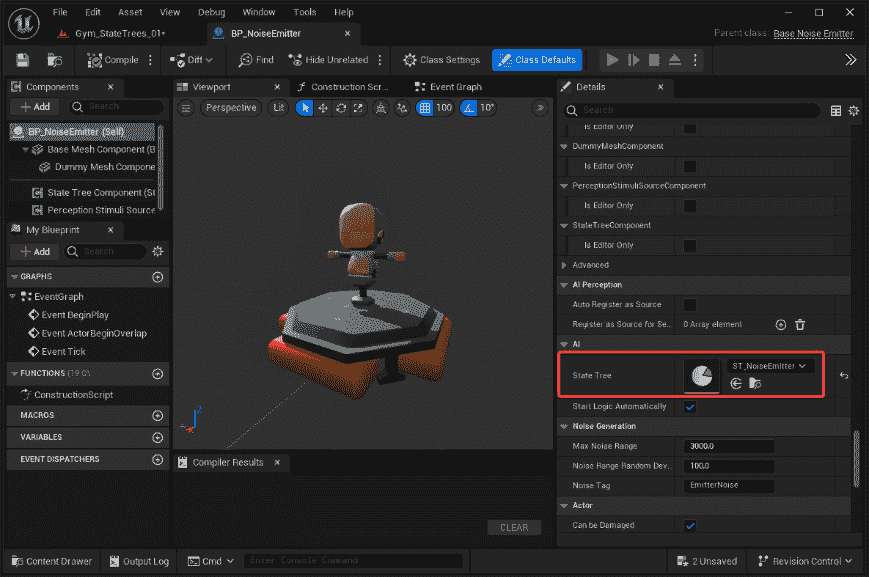 File Edit Asset View Debug Window Tools Help
Gym_StateTrees_01*
BP_NoiseEmitter
Parent class: Base Noise Emitter
Compile
Diff
Find
Hide Unrelated
Class Settings
Class Defaults
Components
Add
Search
BP_NoiseEmitter (Self)
Base Mesh Component (B
Dummy Mesh Compone
State Tree Component (St
Perception Stimuli Source
My Blueprint
Add
Search
GRAPHS
EventGraph
Event BeginPlay
Event ActorBeginOverlap
Event Tick
FUNCTIONS
ConstructionScript
MACROS
VARIABLES
EVENT DISPATCHERS
Viewport
Construction Scr...
Event Graph
Perspective
Lit
100
10°
Z
X
Compiler Results
CLEAR
Details
Search
Is Editor Only
DummyMeshComponent
Is Editor Only
PerceptionStimuliSourceComponent
Is Editor Only
StateTreeComponent
Is Editor Only
Advanced
AI Perception
Auto Register as Source
Register as Source for Se...
0 Array element
AI
State Tree
ST_NoiseEmitter
Start Logic Automatically
Noise Generation
Max Noise Range
3000.0
Noise Range Random Dev...
100.0
Noise Tag
EmitterNoise
Actor
Can be Damaged
Content Drawer
Output Log
Cmd
Enter Console Command
2 Unsaved
Revision Control